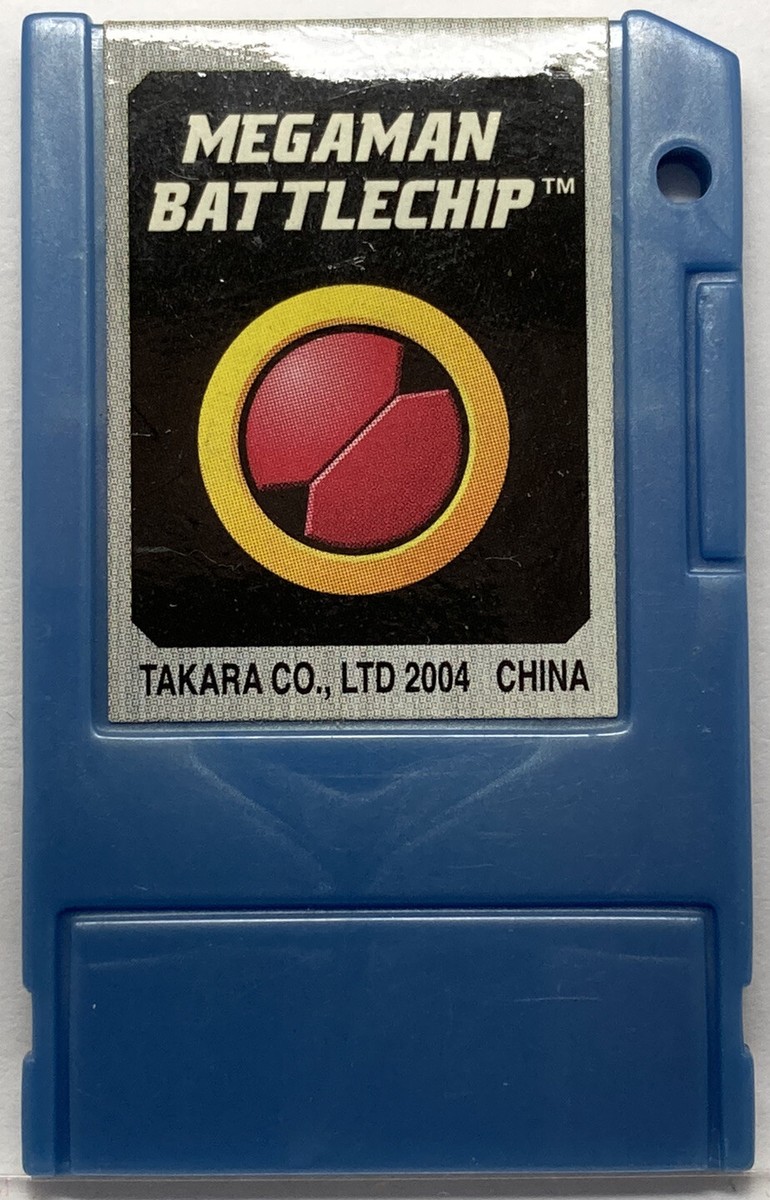 MEGAMAN
BATTLECHIP™
TAKARA CO., LTD 2004 CHINA